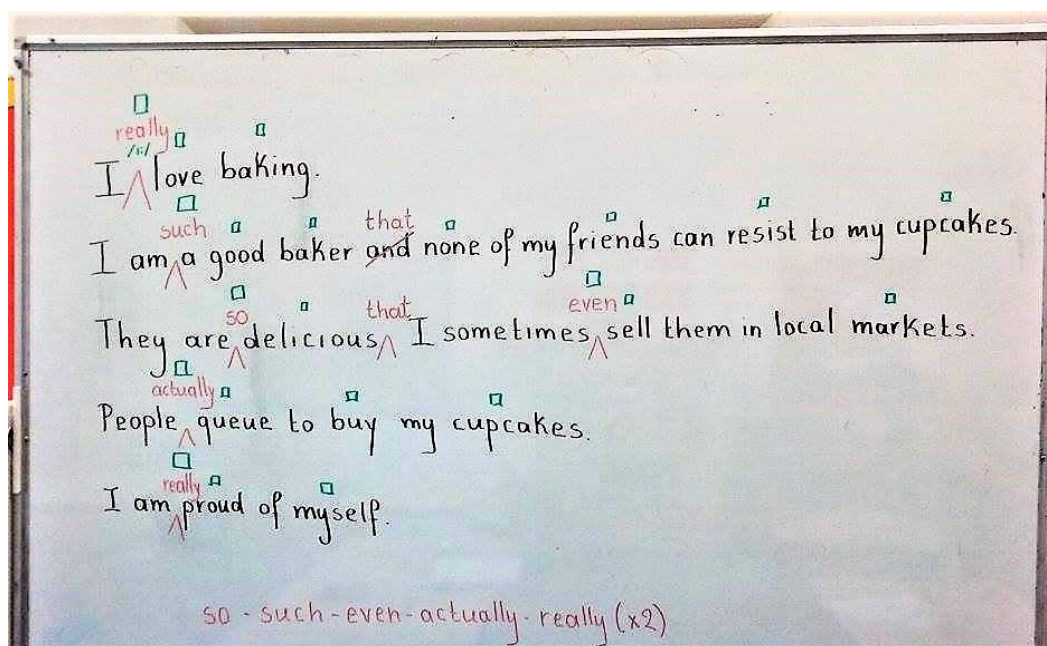 really
/i:/
I love baking.
such that
I am a good baker and none of my friends can resist to my cupcakes.
so that even
They are delicious I sometimes sell them in local markets.
actually
People queue to buy my cupcakes.
really
I am proud of myself.
so - such - even - actually - really (x2)